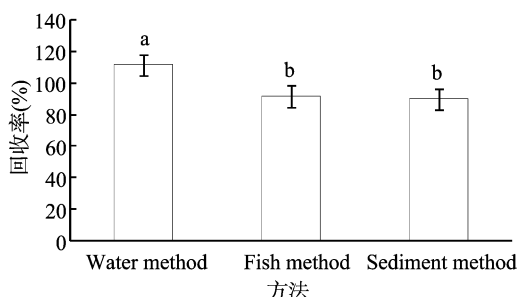 140
120
100
80
60
40
20
0
回收率(%)
a
b
b
Water method
Fish method
Sediment method
方法